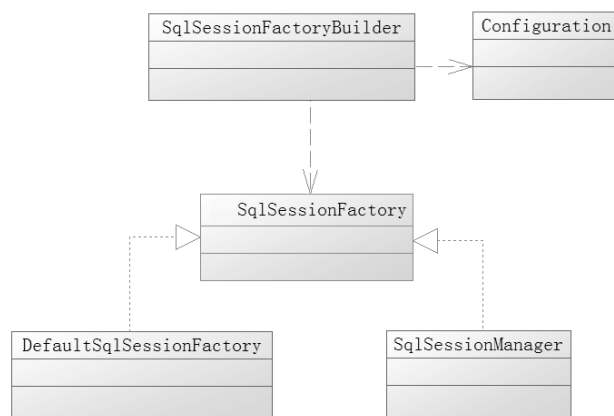 SqlSessionFactoryBuilder
Configuration
SqlSessionFactory
DefaultSqlSessionFactory
SqlSessionManager